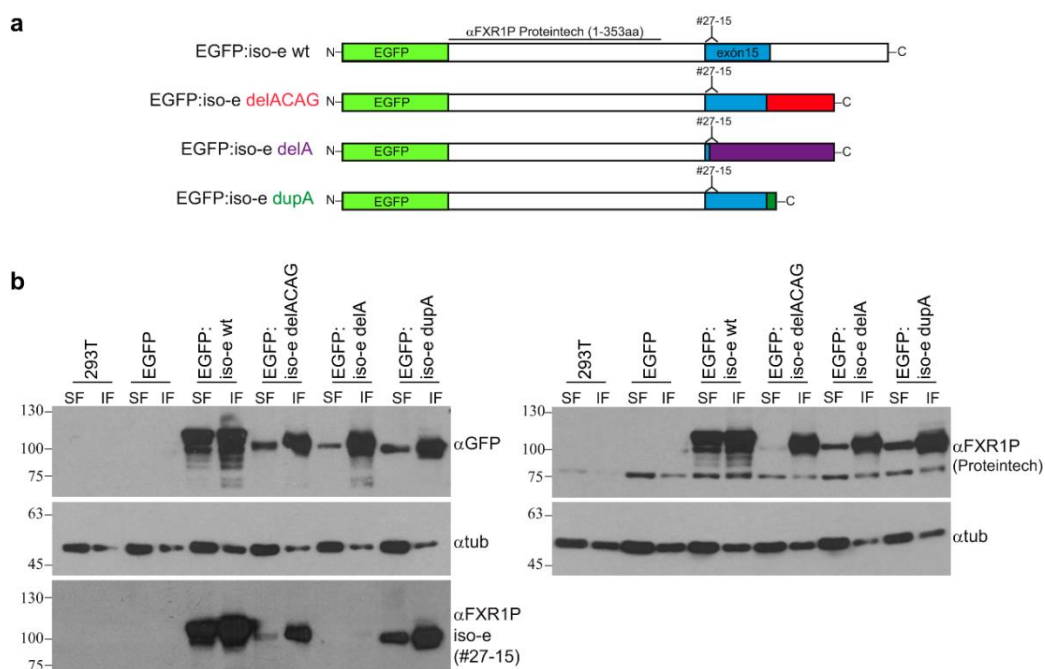 a
αFXR1P Proteintech (1-353aa)
#27-15
EGFP:iso-e wt N- EGFP exón15 -C
#27-15
EGFP:iso-e delACAG N- EGFP -C
#27-15
EGFP:iso-e delA N- EGFP -C
#27-15
EGFP:iso-e dupA N- EGFP -C
b
293T
EGFP
EGFP:
iso-e wt
EGFP:
iso-e delACAG
EGFP:
iso-e delA
EGFP:
iso-e dupA
SF IF SF IF SF IF SF IF SF IF SF IF
130
100
75
αGFP
63
45
αtub
130
100
75
αFXR1P
iso-e
(#27-15)
293T
EGFP
EGFP:
iso-e wt
EGFP:
iso-e delACAG
EGFP:
iso-e delA
EGFP:
iso-e dupA
SF IF SF IF SF IF SF IF SF IF SF IF
130
100
75
αFXR1P
(Proteintech)
63
45
αtub